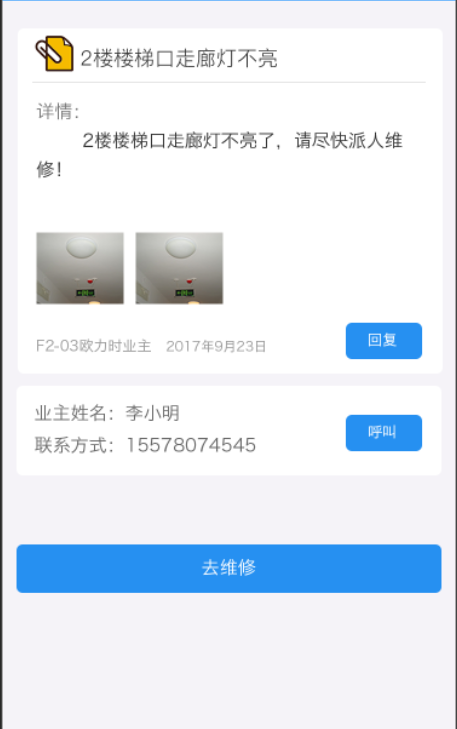 2楼楼梯口走廊灯不亮
详情：
2楼楼梯口走廊灯不亮了，请尽快派人维
修！
F2-03欧力时业主 2017年9月23日
回复
业主姓名：李小明
联系方式：15578074545
呼叫
去维修